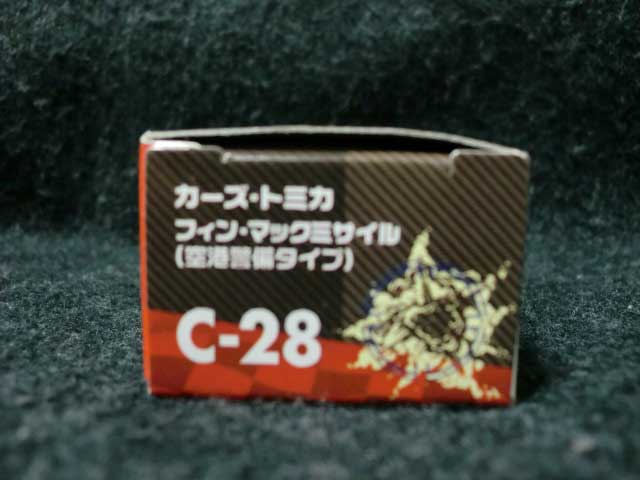 カーズ・トミカ
フィン・マックミサイル
(空港警備タイプ)
C-28